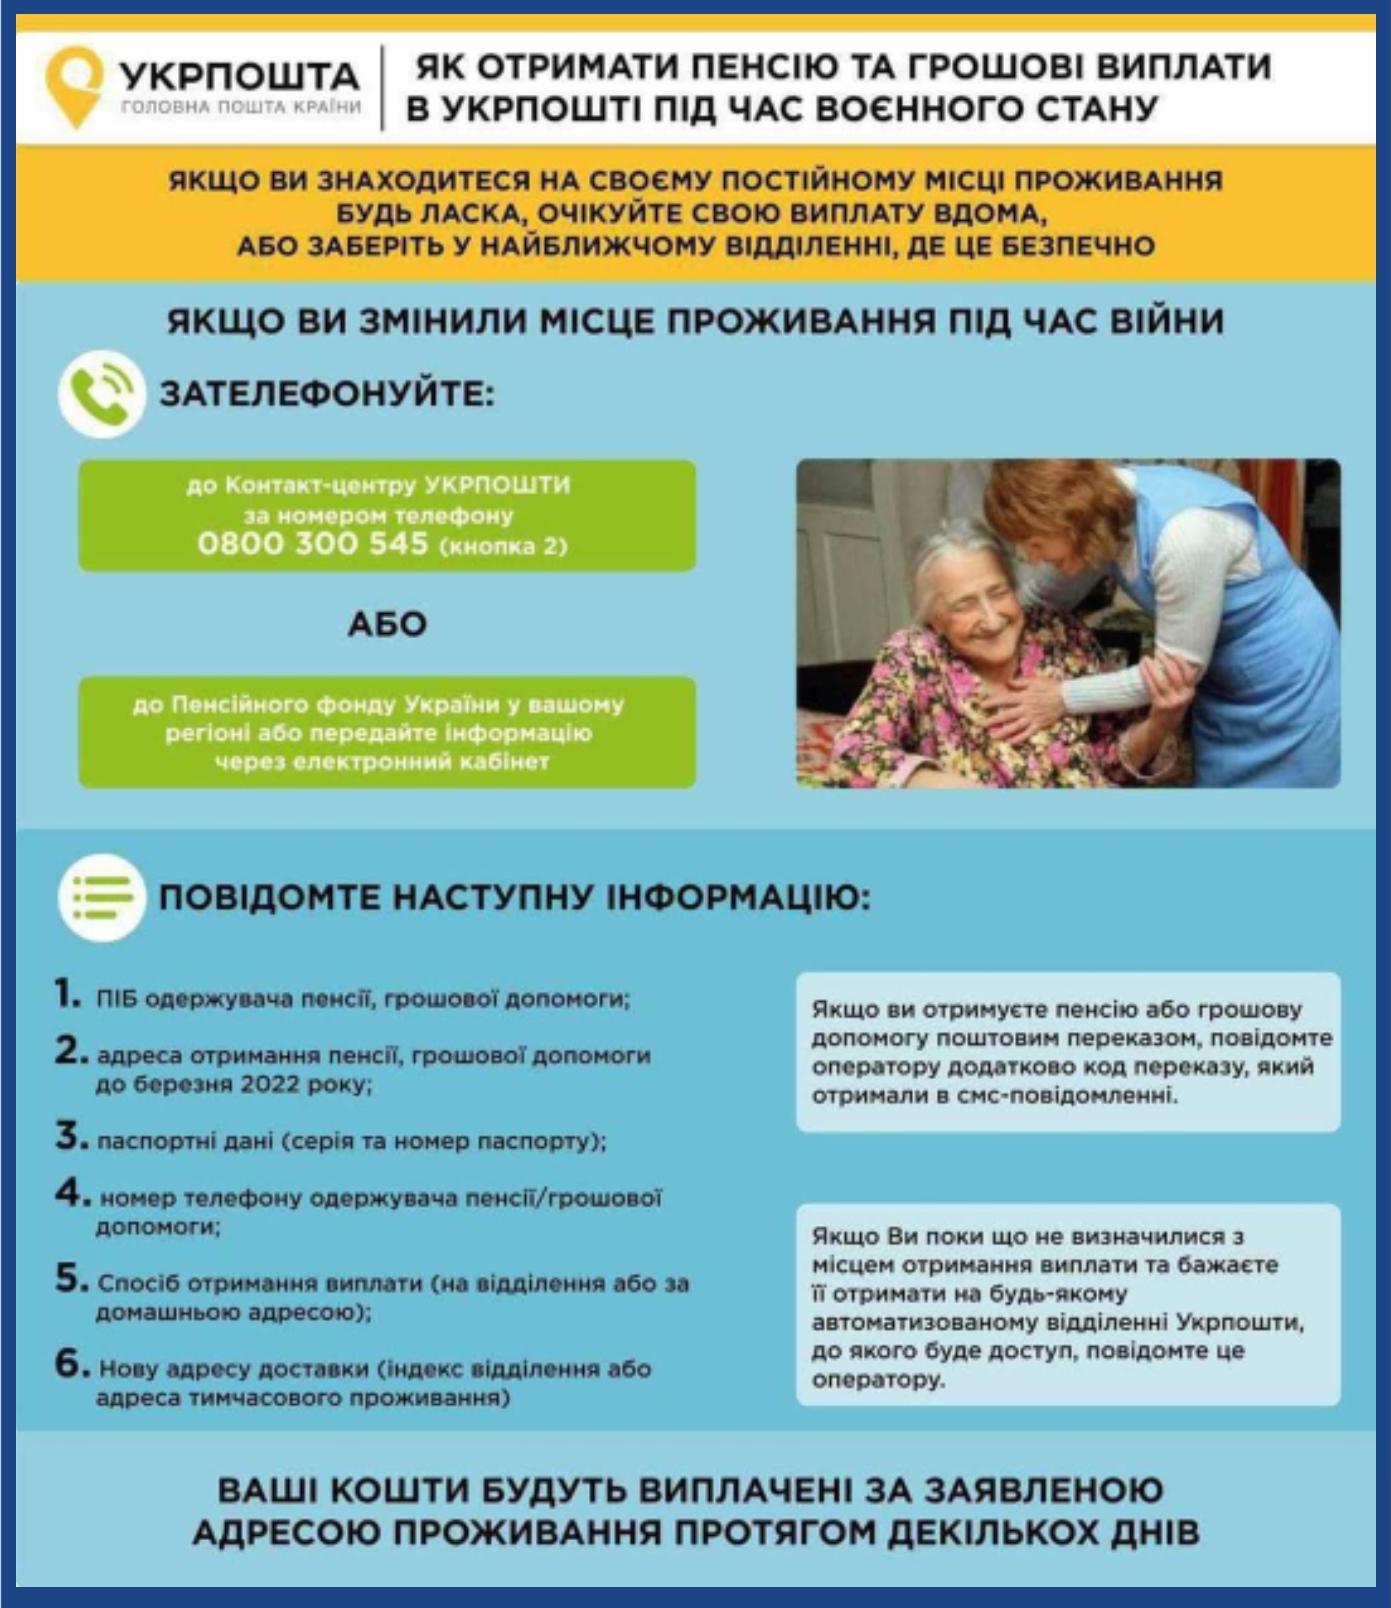 УКРПОШТА
ГОЛОВНА ПОШТА КРАЇНИ
ЯК ОТРИМАТИ ПЕНСІЮ ТА ГРОШОВІ ВИПЛАТИ
В УКРПОШТІ ПІД ЧАС ВОЄННОГО СТАНУ
ЯКЩО ВИ ЗНАХОДИТЕСЯ НА СВОЄМУ ПОСТІЙНОМУ МІСЦІ ПРОЖИВАННЯ
БУДЬ ЛАСКА, ОЧІКУЙТЕ СВОЮ ВИПЛАТУ ВДОМА,
АБО ЗАБЕРІТЬ У НАЙБЛИЖЧОМУ ВІДДІЛЕННІ, ДЕ ЦЕ БЕЗПЕЧНО
ЯКЩО ВИ ЗМІНИЛИ МІСЦЕ ПРОЖИВАННЯ ПІД ЧАС ВІЙНИ
ЗАТЕЛЕФОНУЙТЕ:
до Контакт-центру УКРПОШТИ
за номером телефону
0800 300 545 (кнопка 2)
АБО
до Пенсійного фонду України у вашому
регіоні або передайте інформацію
через електронний кабінет
ПОВІДОМТЕ НАСТУПНУ ІНФОРМАЦІЮ:
1. ПІБ одержувача пенсії, грошової допомоги;
2. адреса отримання пенсії, грошової допомоги
до березня 2022 року;
3. паспортні дані (серія та номер паспорту);
4. номер телефону одержувача пенсії/грошової
допомоги;
5. Спосіб отримання виплати (на відділення або за
домашньою адресою);
6. Нову адресу доставки (індекс відділення або
адреса тимчасового проживання)
Якщо ви отримуєте пенсію або грошову
допомогу поштовим переказом, повідомте
оператору додатково код переказу, який
отримали в смс-повідомленні.
Якщо Ви поки що не визначилися з
місцем отримання виплати та бажаєте
її отримати на будь-якому
автоматизованому відділенні Укрпошти,
до якого буде доступ, повідомте це
оператору.
ВАШІ КОШТИ БУДУТЬ ВИПЛАЧЕНІ ЗА ЗАЯВЛЕНОЮ
АДРЕСОЮ ПРОЖИВАННЯ ПРОТЯГОМ ДЕКІЛЬКОХ ДНІВ